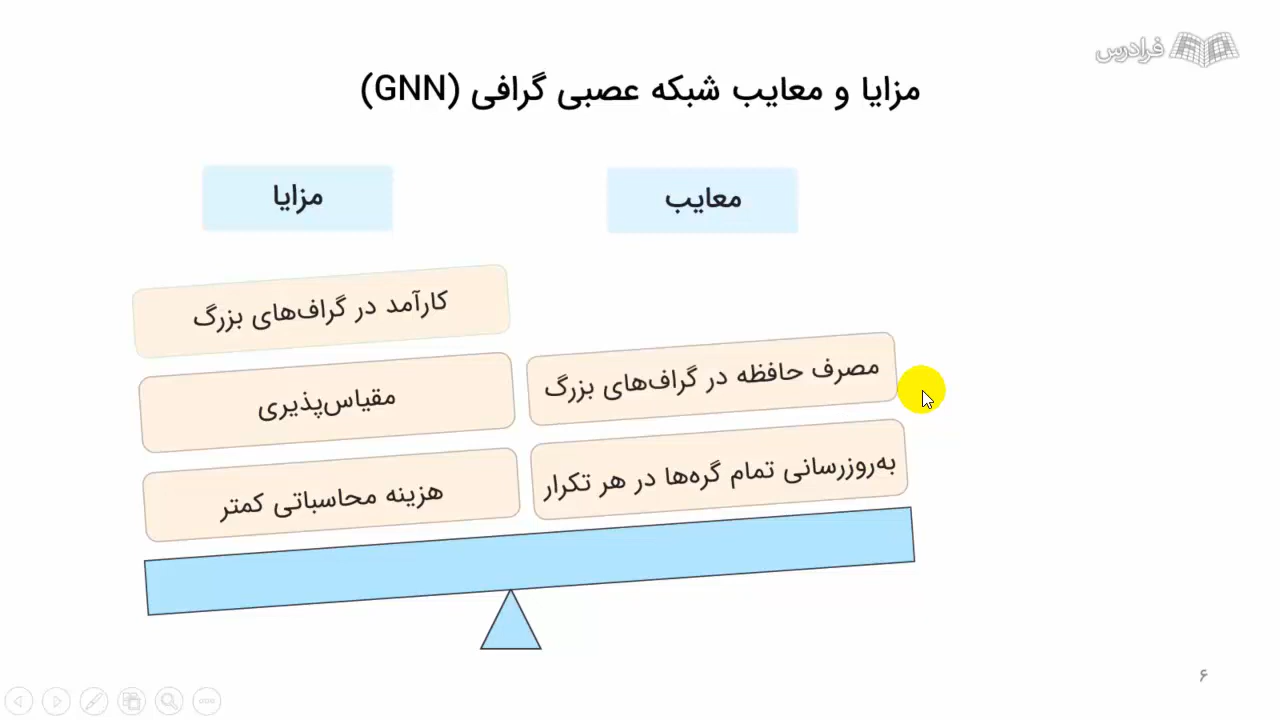 فرادرس
مزایا و معایب شبکه عصبی گرافی (GNN)
معایب
مزایا
مصرف حافظه در گراف‌های بزرگ
به‌روزرسانی تمام گره‌ها در هر تکرار
کارآمد در گراف‌های بزرگ
مقیاس‌پذیری
هزینه محاسباتی کمتر
۶